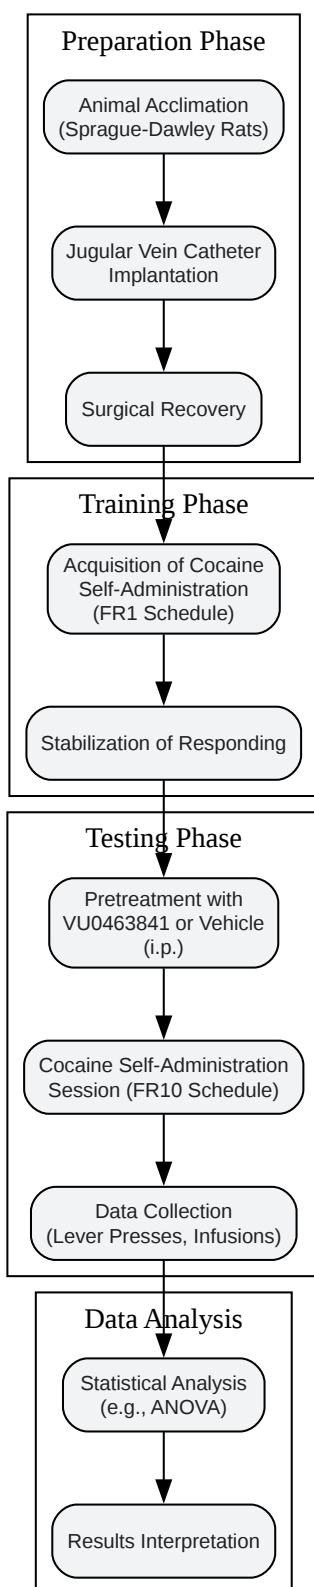 Preparation Phase
Animal Acclimation
(Sprague-Dawley Rats)
Jugular Vein Catheter
Implantation
Surgical Recovery
Training Phase
Acquisition of Cocaine
Self-Administration
(FR1 Schedule)
Stabilization of Responding
Testing Phase
Pretreatment with
VU0463841 or Vehicle
(i.p.)
Cocaine Self-Administration
Session (FR10 Schedule)
Data Collection
(Lever Presses, Infusions)
Data Analysis
Statistical Analysis
(e.g., ANOVA)
Results Interpretation